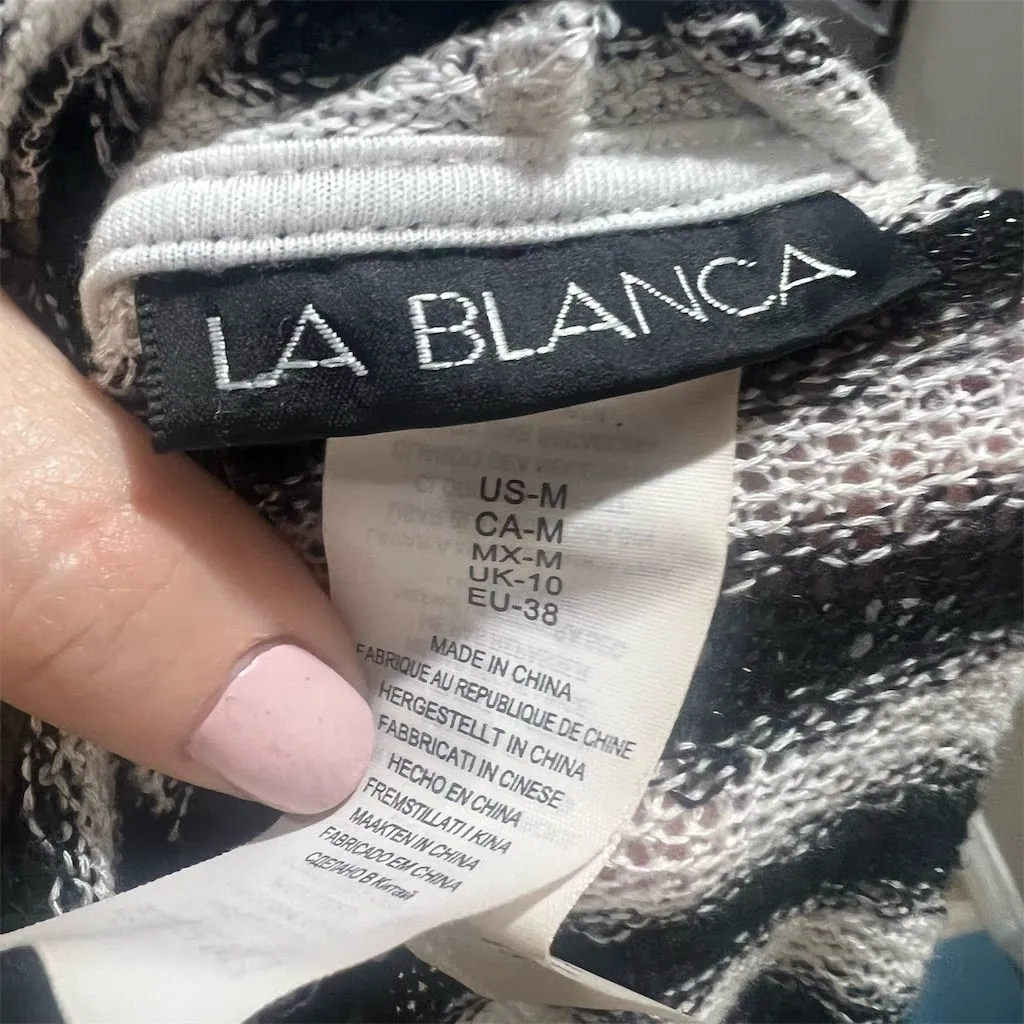 LA BLANCA
US-M
CA-M
MX-M
UK-10
EU-38
MADE IN CHINA
FABRIQUE AU REPUBLIQUE DE CHINE
HERGESTELLT IN CHINA
FABBRICATI IN CINESE
HECHO EN CHINA
FREMSTILLATI I KINA
MAAKTEN IN CHINA
FABRICADO EM CHINA
СДЕЛАНО В Китай